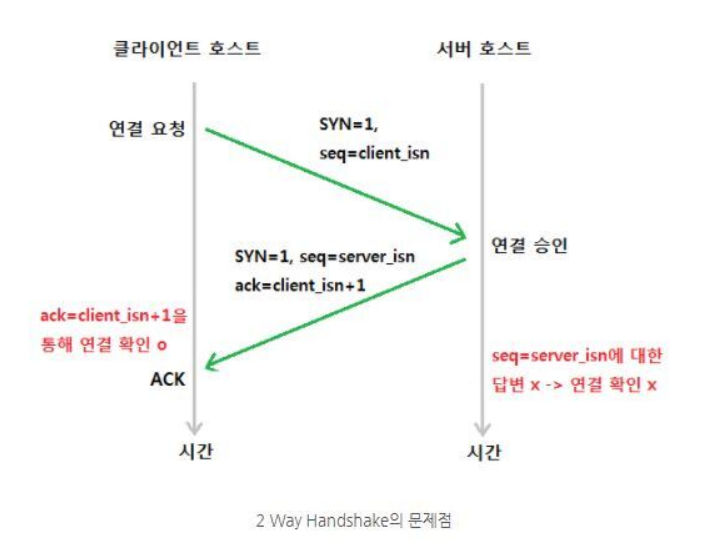 클라이언트 호스트
서버 호스트
연결 요청
SYN=1,
seq=client_isn
연결 승인
SYN=1, seq=server_isn
ack=client_isn+1
ack=client_isn+1을
통해 연결 확인 o
ACK
seq=server_isn에 대한
답변 x -> 연결 확인 x
시간
시간
2 Way Handshake의 문제점